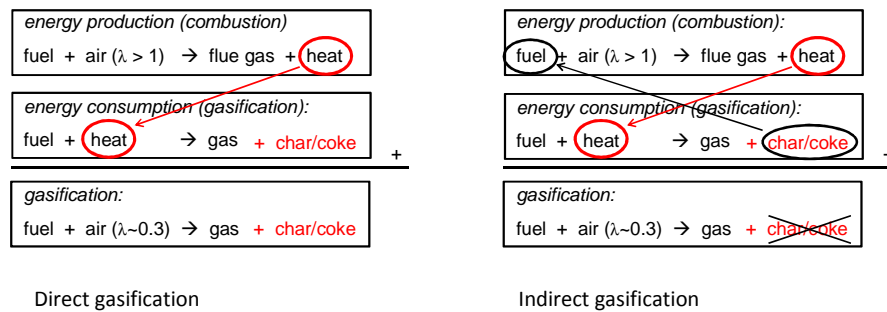 energy production (combustion)
fuel + air (λ > 1) → flue gas + heat
energy consumption (gasification):
fuel + heat → gas + char/coke
+
gasification:
fuel + air (λ~0.3) → gas + char/coke
Direct gasification
energy production (combustion):
fuel + air (λ > 1) → flue gas + heat
energy consumption (gasification):
fuel + heat → gas + char/coke
gasification:
fuel + air (λ~0.3) → gas + char/coke
Indirect gasification